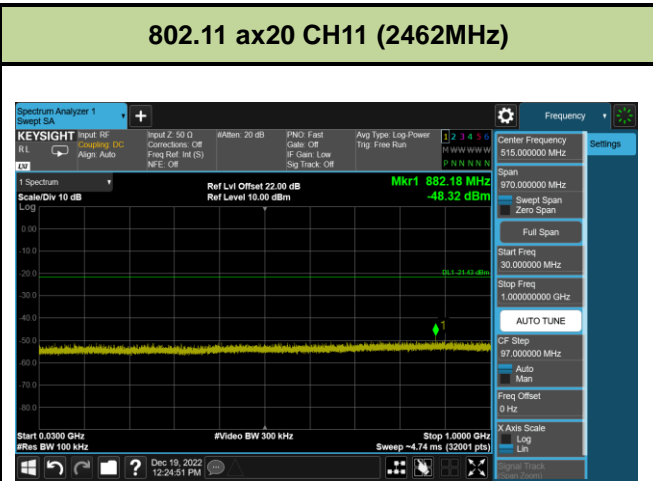 802.11 ax20 CH11 (2462MHz)
Spectrum Analyzer 1
Swept SA
+
Frequency
KEYSIGHT
RL
LXI
Input: RF
Coupling: DC
Align: Auto
Input Z: 50 Ω
Corrections: Off
Freq Ref: Int (S)
NFE: Off
#Atten: 20 dB
PNO: Fast
Gate: Off
IF Gain: Low
Sig Track: Off
Avg Type: Log-Power
Trig: Free Run
1 2 3 4 5 6
M W W W W W
P N N N N N
Center Frequency
515.000000 MHz
Settings
1 Spectrum
Scale/Div 10 dB
Log
Ref Lvl Offset 22.00 dB
Ref Level 10.00 dBm
Mkr1 882.18 MHz
-48.32 dBm
Span
970.000000 MHz
Swept Span
Zero Span
Full Span
Start Freq
30.000000 MHz
Stop Freq
1.000000000 GHz
AUTO TUNE
CF Step
97.000000 MHz
Auto
Man
Freq Offset
0 Hz
X Axis Scale
Log
Lin
Signal Track
(Span Zoom)
0.00
-10.0
-20.0
DL1 -21.43 dBm
-30.0
-40.0
1
-50.0
-60.0
-70.0
-80.0
Start 0.0300 GHz
#Res BW 100 kHz
#Video BW 300 kHz
Stop 1.0000 GHz
Sweep ~4.74 ms (32001 pts)
?
Dec 19, 2022
12:24:51 PM